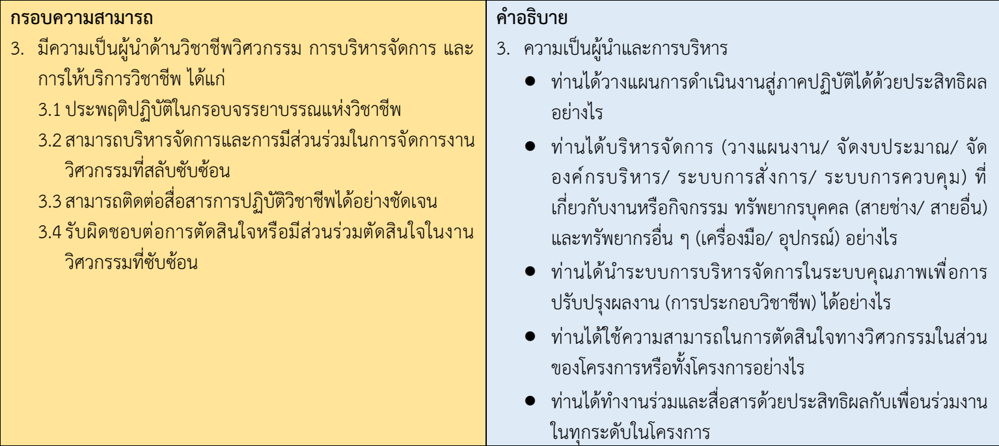 กรอบความสามารถ
3. มีความเป็นผู้นำด้านวิชาชีพวิศวกรรม การบริหารจัดการ และ
การให้บริการวิชาชีพ ได้แก่
3.1 ประพฤติปฏิบัติในกรอบจรรยาบรรณแห่งวิชาชีพ
3.2 สามารถบริหารจัดการและการมีส่วนร่วมในการจัดการงาน
วิศวกรรมที่สลับซับซ้อน
3.3 สามารถติดต่อสื่อสารการปฏิบัติวิชาชีพได้อย่างชัดเจน
3.4 รับผิดชอบต่อการตัดสินใจหรือมีส่วนร่วมตัดสินใจในงาน
วิศวกรรมที่ซับซ้อน
คำอธิบาย
3. ความเป็นผู้นำและการบริหาร
● ท่านได้วางแผนการดำเนินงานสู่ภาคปฏิบัติได้ด้วยประสิทธิผล
อย่างไร
● ท่านได้บริหารจัดการ (วางแผนงาน/ จัดงบประมาณ/ จัด
องค์กรบริหาร/ ระบบการสั่งการ/ ระบบการควบคุม) ที่
เกี่ยวกับงานหรือกิจกรรม ทรัพยากรบุคคล (สายช่าง/ สายอื่น)
และทรัพยากรอื่น ๆ (เครื่องมือ/ อุปกรณ์) อย่างไร
● ท่านได้นำระบบการบริหารจัดการในระบบคุณภาพเพื่อการ
ปรับปรุงผลงาน (การประกอบวิชาชีพ) ได้อย่างไร
● ท่านได้ใช้ความสามารถในการตัดสินใจทางวิศวกรรมในส่วน
ของโครงการหรือทั้งโครงการอย่างไร
● ท่านได้ทำงานร่วมและสื่อสารด้วยประสิทธิผลกับเพื่อนร่วมงาน
ในทุกระดับในโครงการ